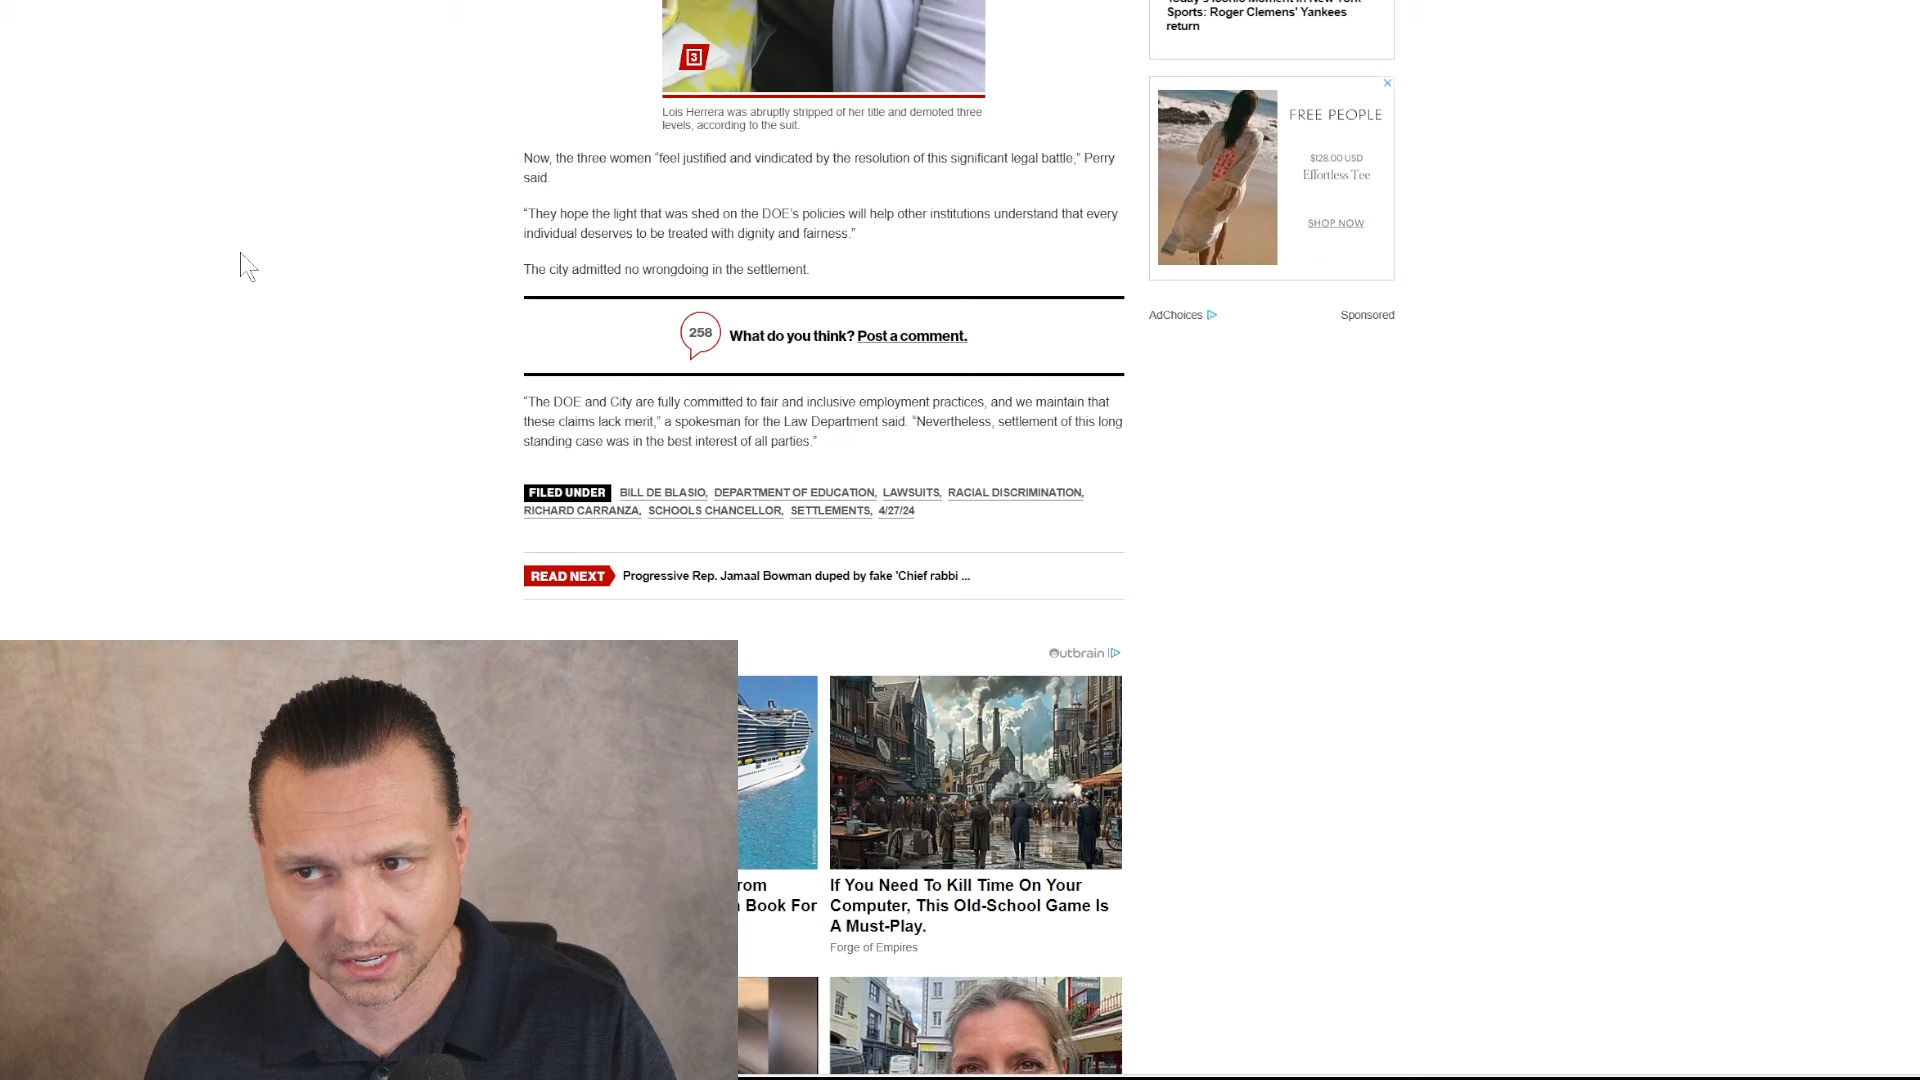 Sports: Roger Clemens' Yankees
return
3
Lois Herrera was abruptly stripped of her title and demoted three
levels, according to the suit.
Now, the three women “feel justified and vindicated by the resolution of this significant legal battle,” Perry
said.
“They hope the light that was shed on the DOE’s policies will help other institutions understand that every
individual deserves to be treated with dignity and fairness.”
The city admitted no wrongdoing in the settlement.
258
What do you think? Post a comment.
“The DOE and City are fully committed to fair and inclusive employment practices, and we maintain that
these claims lack merit,” a spokesman for the Law Department said. “Nevertheless, settlement of this long
standing case was in the best interest of all parties.”
FILED UNDER BILL DE BLASIO, DEPARTMENT OF EDUCATION, LAWSUITS, RACIAL DISCRIMINATION,
RICHARD CARRANZA, SCHOOLS CHANCELLOR, SETTLEMENTS, 4/27/24
READ NEXT Progressive Rep. Jamaal Bowman duped by fake 'Chief rabbi ...
FREE PEOPLE
$128.00 USD
Effortless Tee
SHOP NOW
AdChoices
Sponsored
Outbrain
rom
Book For
If You Need To Kill Time On Your
Computer, This Old-School Game Is
A Must-Play.
Forge of Empires